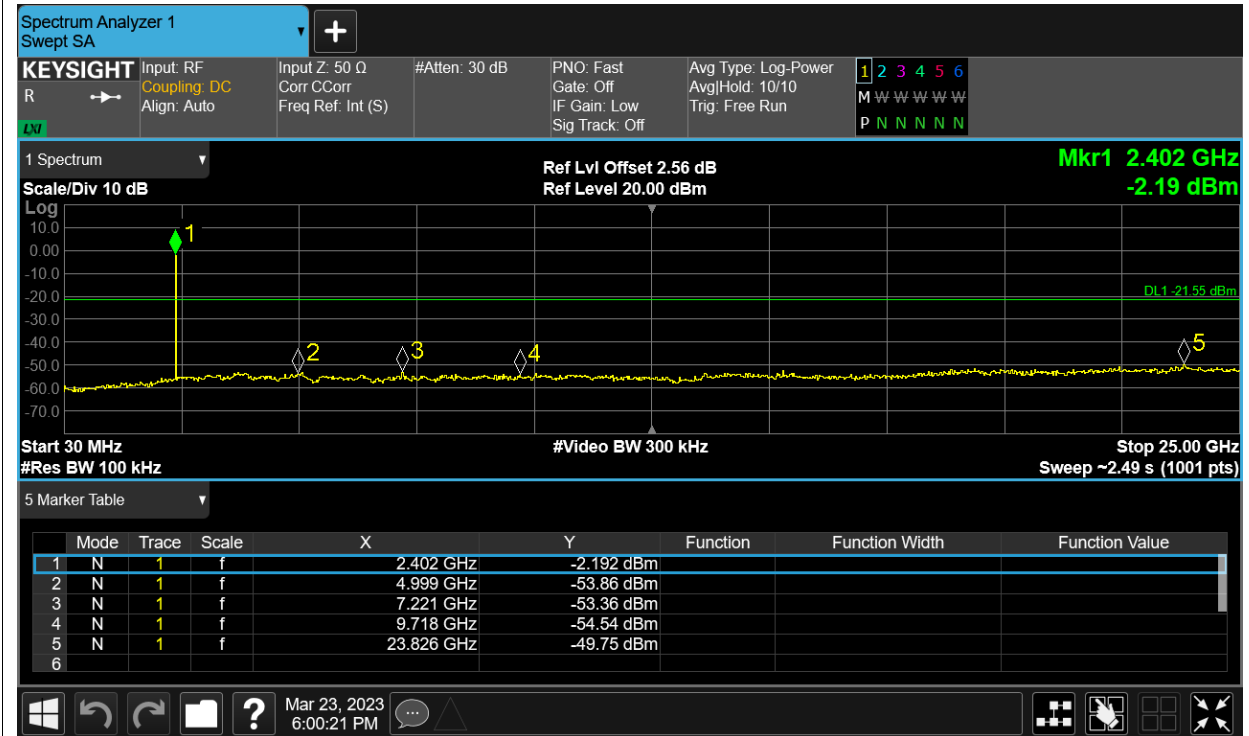 Spectrum Analyzer 1
Swept SA
+
KEYSIGHT
R
LXI
Input: RF
Coupling: DC
Align: Auto
Input Z: 50 Ω
Corr CCorr
Freq Ref: Int (S)
#Atten: 30 dB
PNO: Fast
Gate: Off
IF Gain: Low
Sig Track: Off
Avg Type: Log-Power
Avg|Hold: 10/10
Trig: Free Run
1 2 3 4 5 6
M W W W W W
P N N N N N
1 Spectrum
Scale/Div 10 dB
Ref Lvl Offset 2.56 dB
Ref Level 20.00 dBm
Mkr1 2.402 GHz
-2.19 dBm
Log
10.0
0.00
-10.0
-20.0
-30.0
-40.0
-50.0
-60.0
-70.0
1
2
3
4
5
DL1 -21.55 dBm
Start 30 MHz
#Video BW 300 kHz
Stop 25.00 GHz
#Res BW 100 kHz
Sweep ~2.49 s (1001 pts)
5 Marker Table
Mode Trace Scale X Y Function Function Width Function Value
1 N 1 f 2.402 GHz -2.192 dBm
2 N 1 f 4.999 GHz -53.86 dBm
3 N 1 f 7.221 GHz -53.36 dBm
4 N 1 f 9.718 GHz -54.54 dBm
5 N 1 f 23.826 GHz -49.75 dBm
6
?
Mar 23, 2023
6:00:21 PM